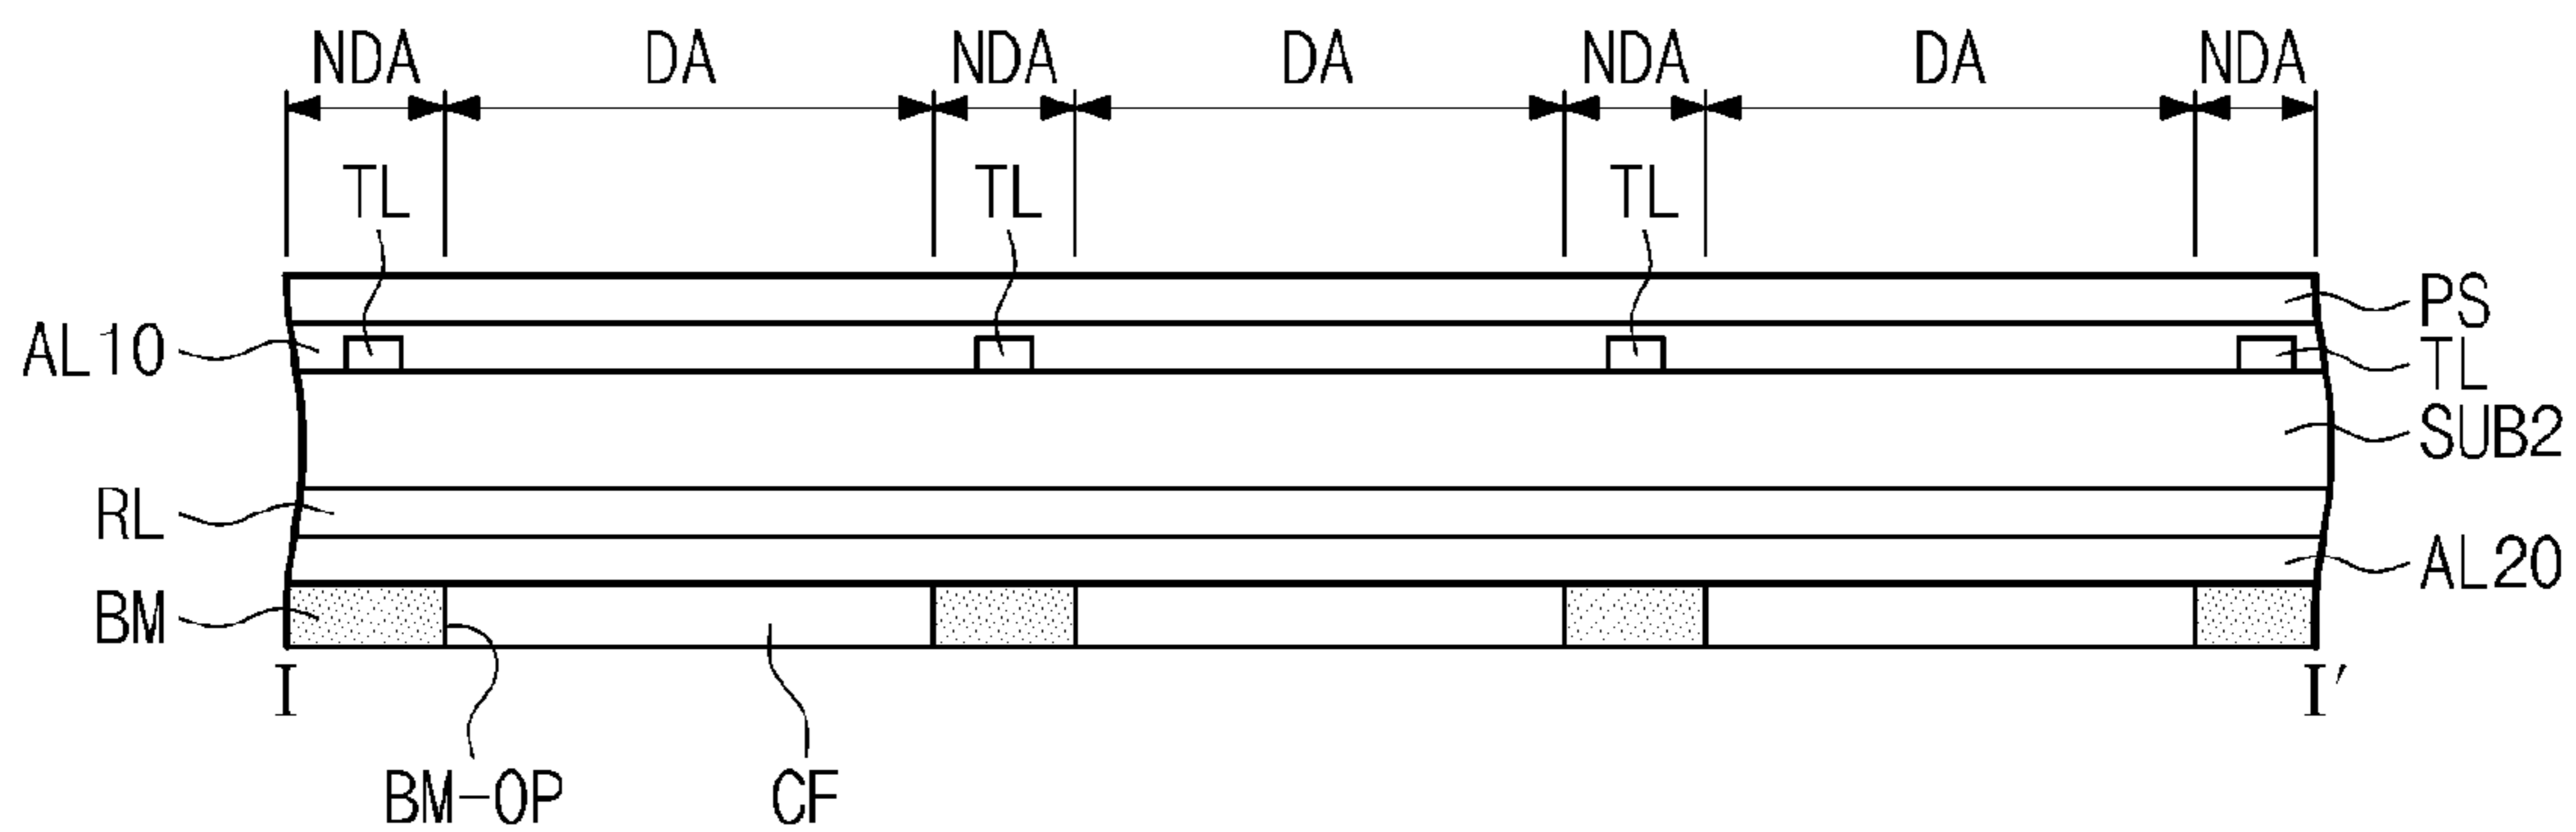 NDA DA NDA DA NDA DA NDA
TL TL TL
PS
AL10
TL
SUB2
RL
AL20
BM
I I′
BM-OP CF